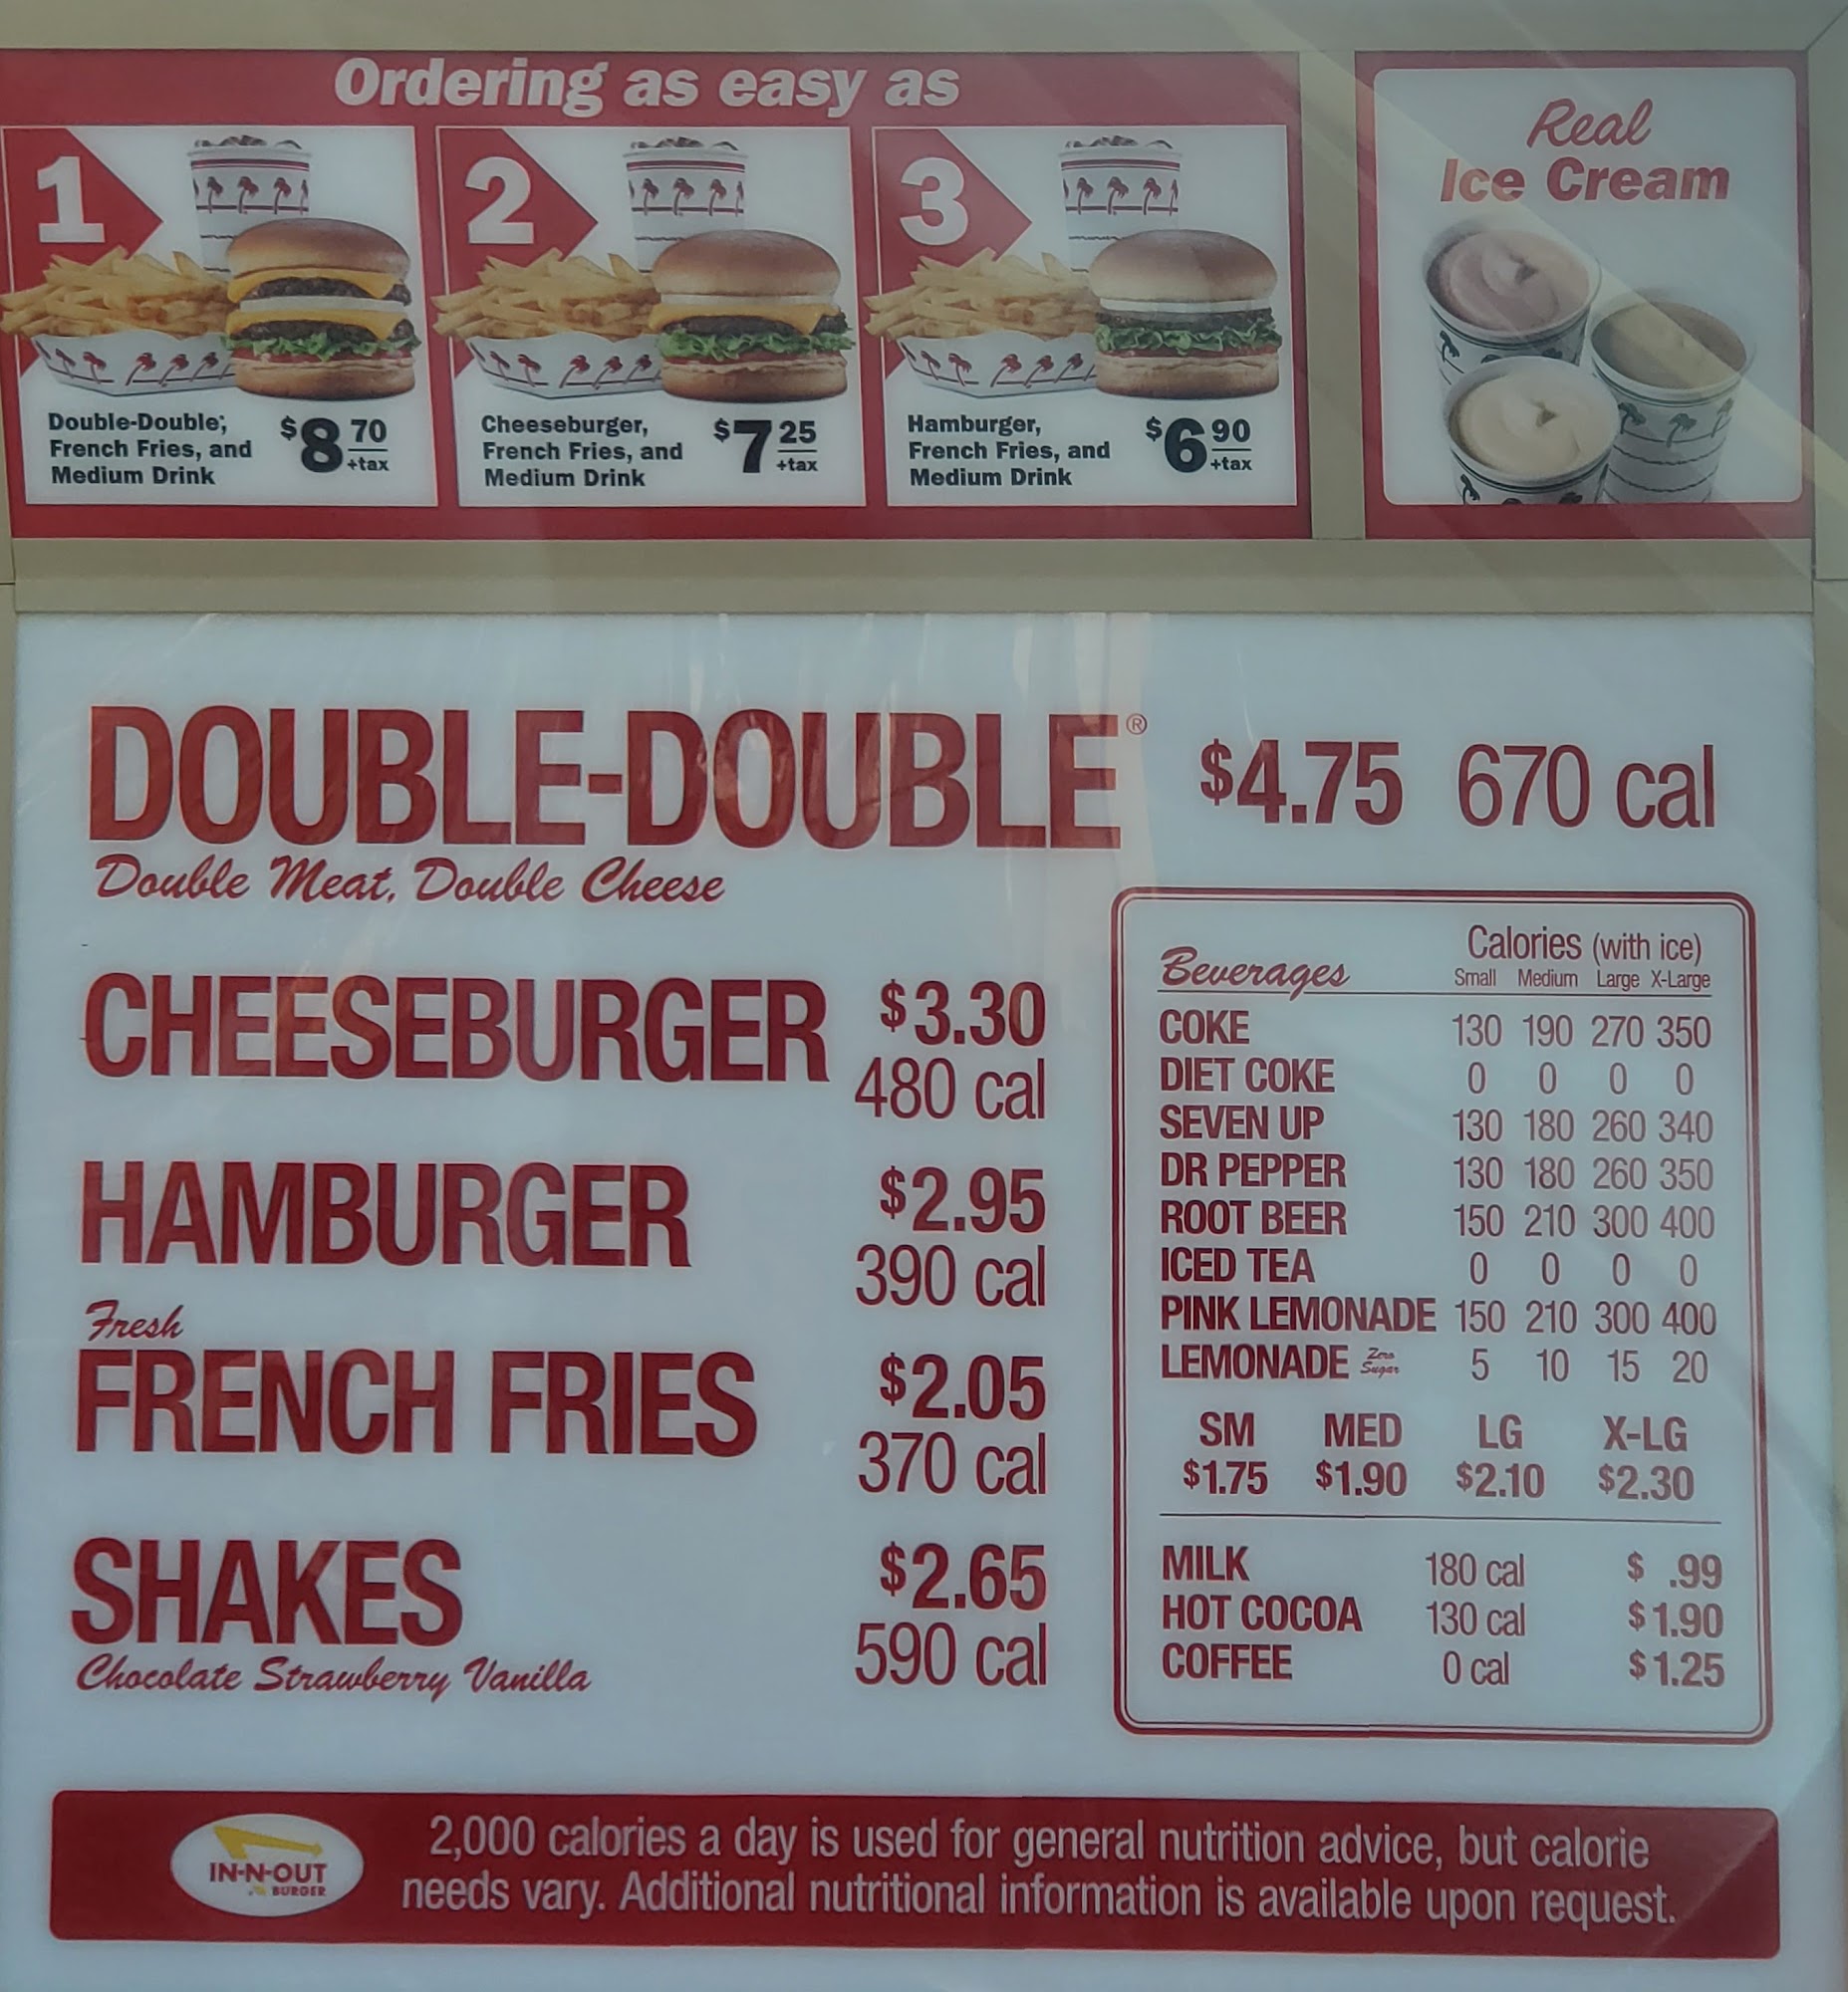 Ordering as easy as
1
Double-Double®,
French Fries, and
Medium Drink
$8 70
+tax
2
Cheeseburger,
French Fries, and
Medium Drink
$7 25
+tax
3
Hamburger,
French Fries, and
Medium Drink
$6 90
+tax
Real
Ice Cream
DOUBLE-DOUBLE® $4.75 670 cal
Double Meat, Double Cheese
CHEESEBURGER $3.30
480 cal
HAMBURGER $2.95
390 cal
Fresh
FRENCH FRIES $2.05
370 cal
SHAKES $2.65
590 cal
Chocolate Strawberry Vanilla
Calories (with ice)
Beverages Small Medium Large X-Large
COKE 130 190 270 350
DIET COKE 0 0 0 0
SEVEN UP 130 180 260 340
DR PEPPER 130 180 260 350
ROOT BEER 150 210 300 400
ICED TEA 0 0 0 0
PINK LEMONADE 150 210 300 400
LEMONADE Zero Sugar 5 10 15 20
SM MED LG X-LG
$1.75 $1.90 $2.10 $2.30
MILK 180 cal $ .99
HOT COCOA 130 cal $1.90
COFFEE 0 cal $1.25
IN-N-OUT
BURGER
2,000 calories a day is used for general nutrition advice, but calorie
needs vary. Additional nutritional information is available upon request.